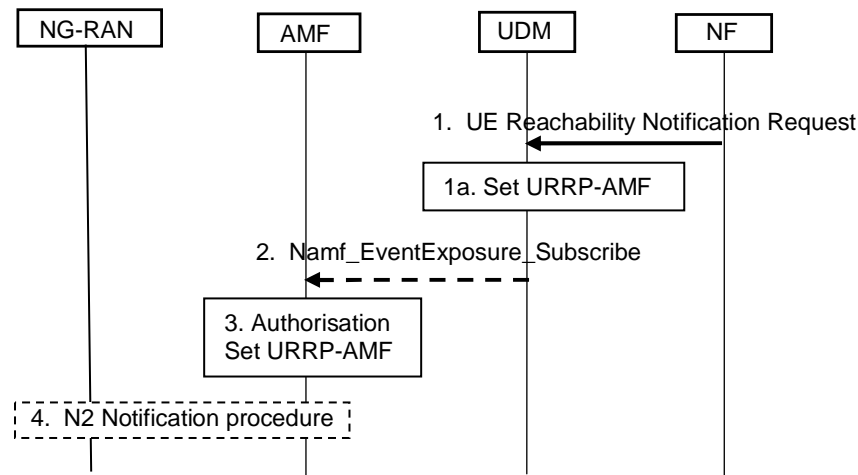 NG-RAN
AMF
UDM
NF
1. UE Reachability Notification Request
1a. Set URRP-AMF
2. Namf_EventExposure_Subscribe
3. Authorisation
Set URRP-AMF
4. N2 Notification procedure